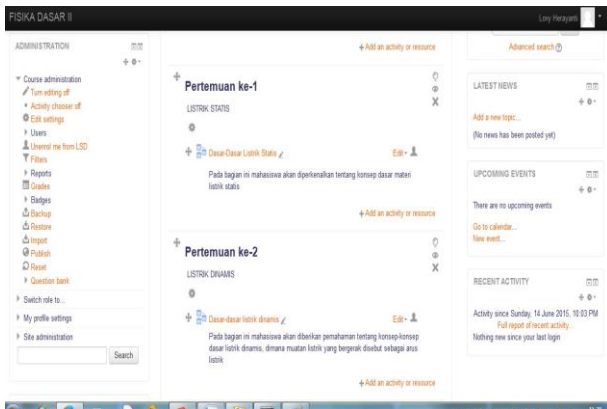 FISIKA DASAR II
Lovy Herayanti
ADMINISTRATION
Course administration
Turn editing off
Activity chooser off
Edit settings
Users
Unenrol me from LSD
Filters
Reports
Grades
Badges
Backup
Restore
Import
Publish
Reset
Question bank
Switch role to...
My profile settings
Site administration
Search
Add an activity or resource
Pertemuan ke-1
LISTRIK STATIS
Dasar-Dasar Listrik Statis
Edit
Pada bagian ini mahasiswa akan diperkenalkan tentang konsep dasar materi
listrik statis
Add an activity or resource
Pertemuan ke-2
LISTRIK DINAMIS
Dasar-dasar listrik dinamis
Edit
Pada bagian ini mahasiswa akan diberikan pemahaman tentang konsep-konsep
dasar listrik dinamis, dimana muatan listrik yang bergerak disebut sebagai arus
listrik
Add an activity or resource
Advanced search
LATEST NEWS
Add a new topic...
(No news has been posted yet)
UPCOMING EVENTS
There are no upcoming events
Go to calendar...
New event...
RECENT ACTIVITY
Activity since Sunday, 14 June 2015, 10:03 PM
Full report of recent activity...
Nothing new since your last login